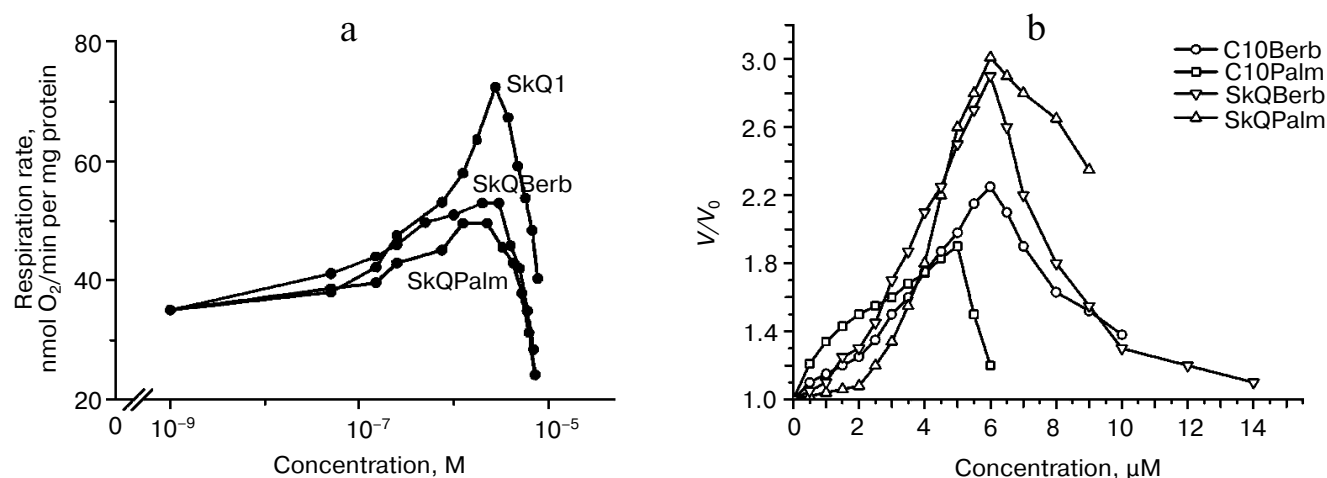 a
Respiration rate,
nmol O₂/min per mg protein
80
60
40
20
SkQ1
SkQBerb
SkQPalm
0
10⁻⁹
10⁻⁷
10⁻⁵
Concentration, M
b
V/V₀
3.0
2.6
2.2
1.8
1.4
1.0
C10Berb
C10Palm
SkQBerb
SkQPalm
0 2 4 6 8 10 12 14
Concentration, µM